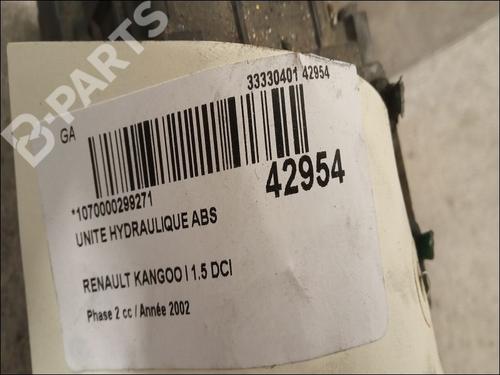 B-PARTS
33330401 42954
GA
*1070000299271
42954
UNITE HYDRAULIQUE ABS
RENAULT KANGOO I 1.5 DCI
Phase 2 cc / Année 2002